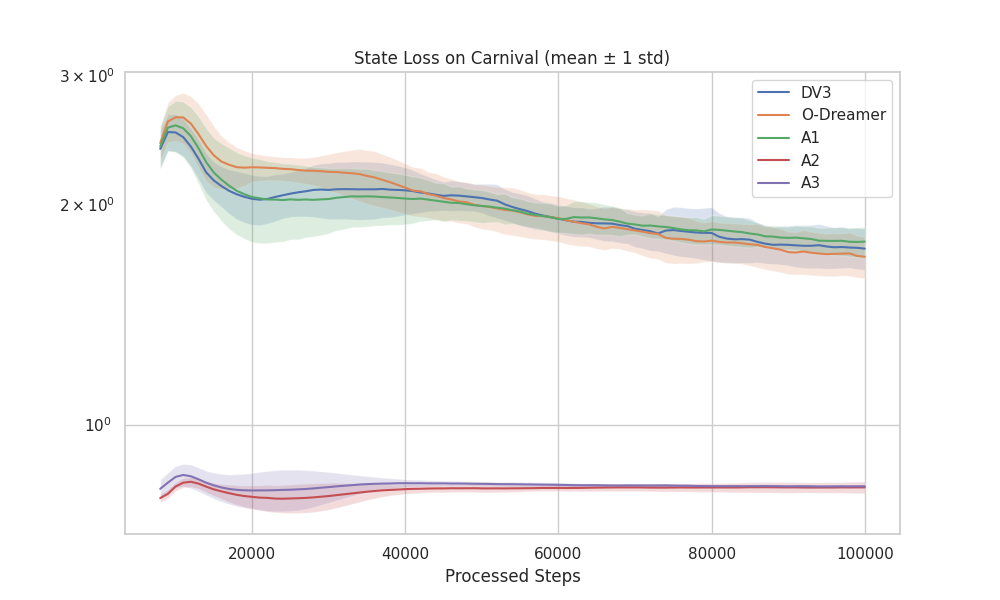 State Loss on Carnival (mean ± 1 std)
3 × 10⁰
2 × 10⁰
10⁰
DV3
O-Dreamer
A1
A2
A3
20000
40000
60000
80000
100000
Processed Steps